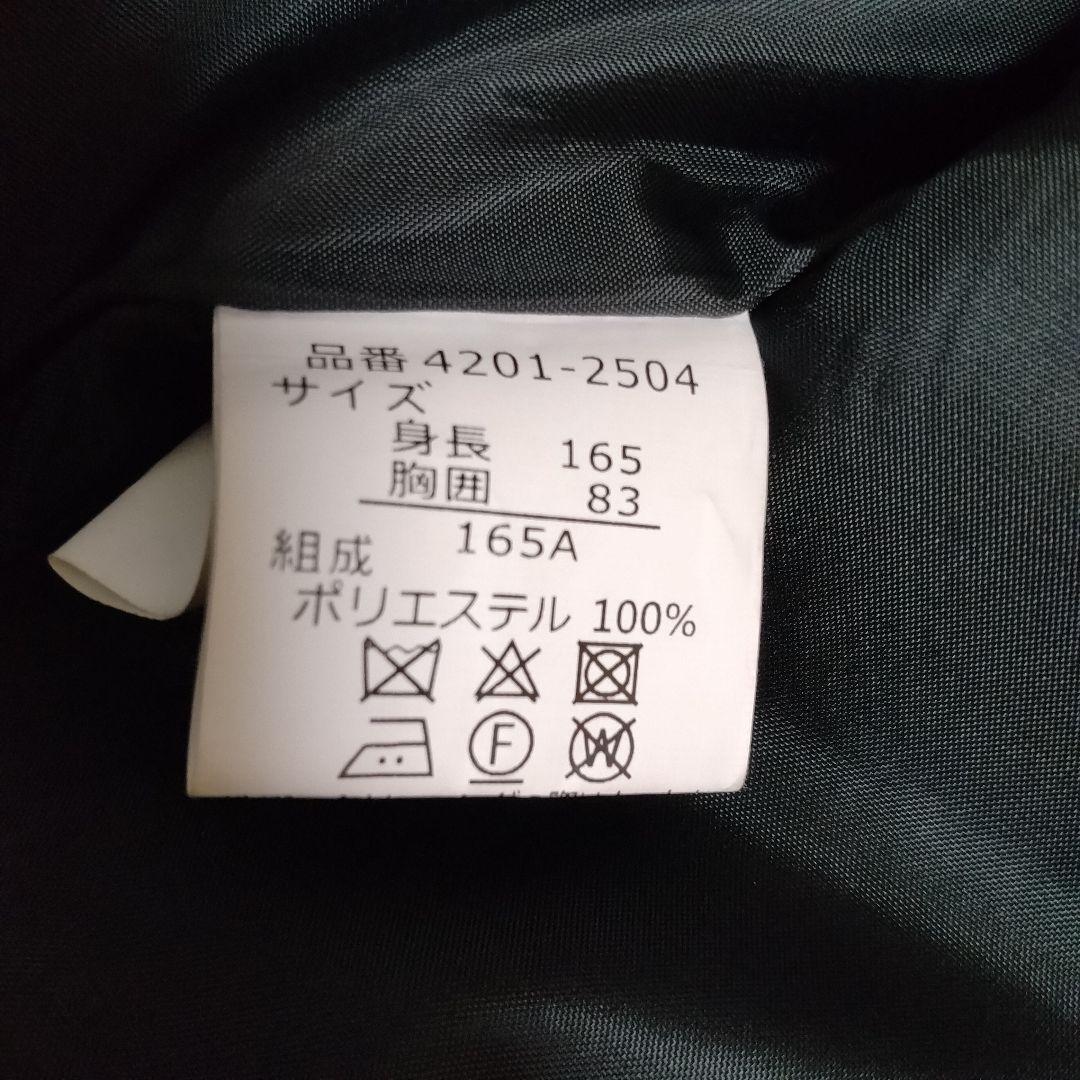 品番 4201-2504
サイズ
身長 165
胸囲 83
165A
組成
ポリエステル 100%
F
W